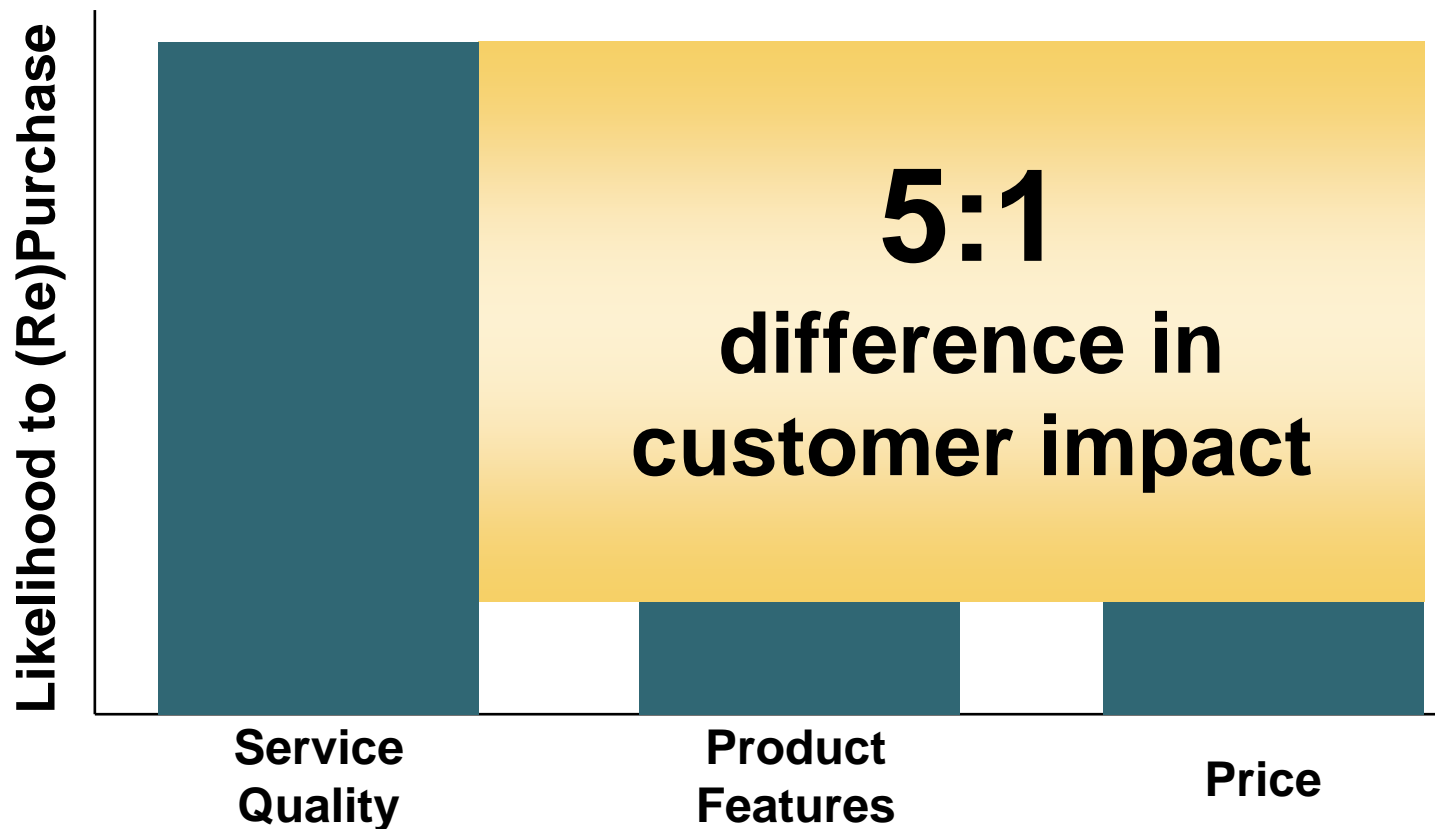 Likelihood to (Re)Purchase
5:1
difference in
customer impact
Service
Quality
Product
Features
Price